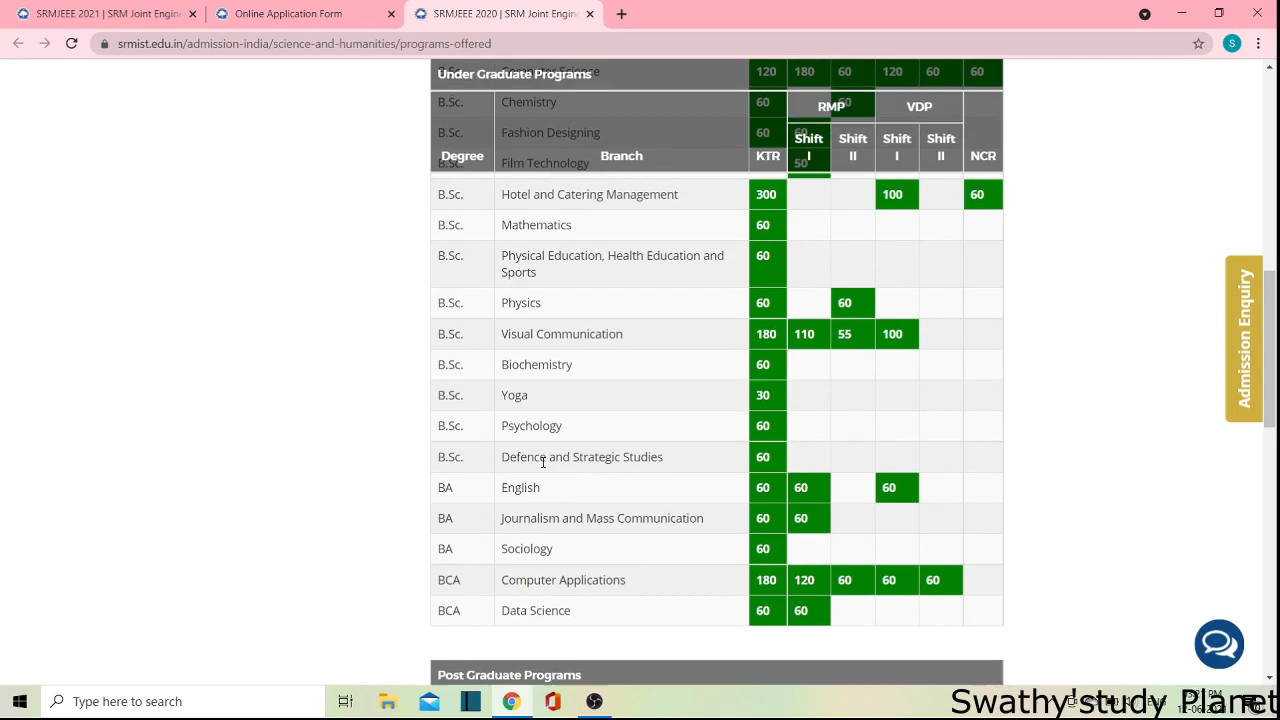 SRMJEEE 2021 | SRM Joint Engin
Online Application Form
SRMJEEE 2020 | SRM Joint Engin
S
srmist.edu.in/admission-india/science-and-humanities/programs-offered
Under Graduate Programs
B.Sc. Computer Science 120 180 60 120 60 60
B.Sc. Chemistry 60 60
RMP VDP
B.Sc. Fashion Designing 60 60
Shift Shift Shift Shift
Degree Branch KTR I II I II NCR
B.Sc. Film Technology 50
B.Sc. Hotel and Catering Management 300 100 60
B.Sc. Mathematics 60
B.Sc. Physical Education, Health Education and 60
Sports
B.Sc. Physics 60 60
B.Sc. Visual Communication 180 110 55 100
B.Sc. Biochemistry 60
B.Sc. Yoga 30
B.Sc. Psychology 60
B.Sc. Defence and Strategic Studies 60
BA English 60 60 60
BA Journalism and Mass Communication 60 60
BA Sociology 60
BCA Computer Applications 180 120 60 60 60
BCA Data Science 60 60
Post Graduate Programs
Admission Enquiry
Type here to search
Swathy'study Planet